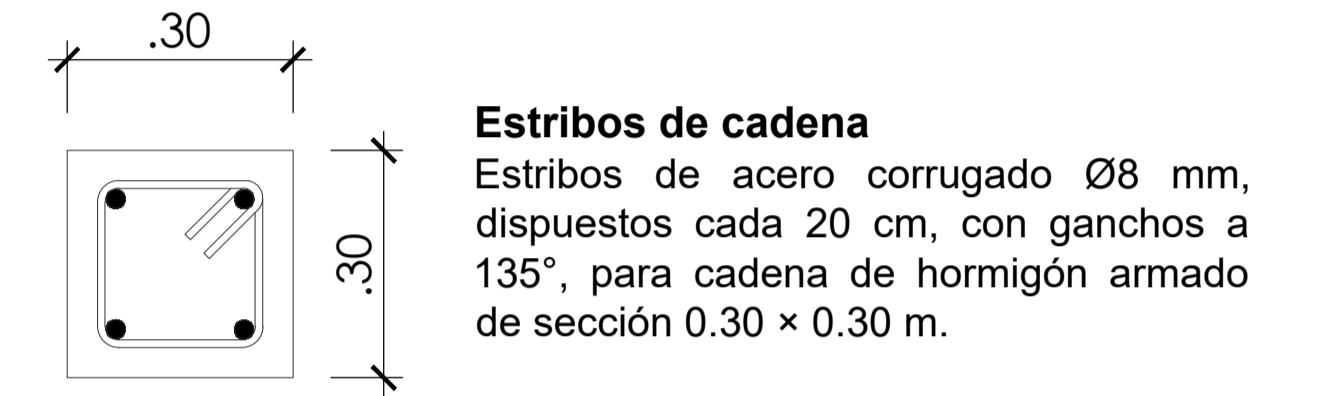 .30
.30
Estribos de cadena
Estribos de acero corrugado Ø8 mm,
dispuestos cada 20 cm, con ganchos a
135°, para cadena de hormigón armado
de sección 0.30 × 0.30 m.